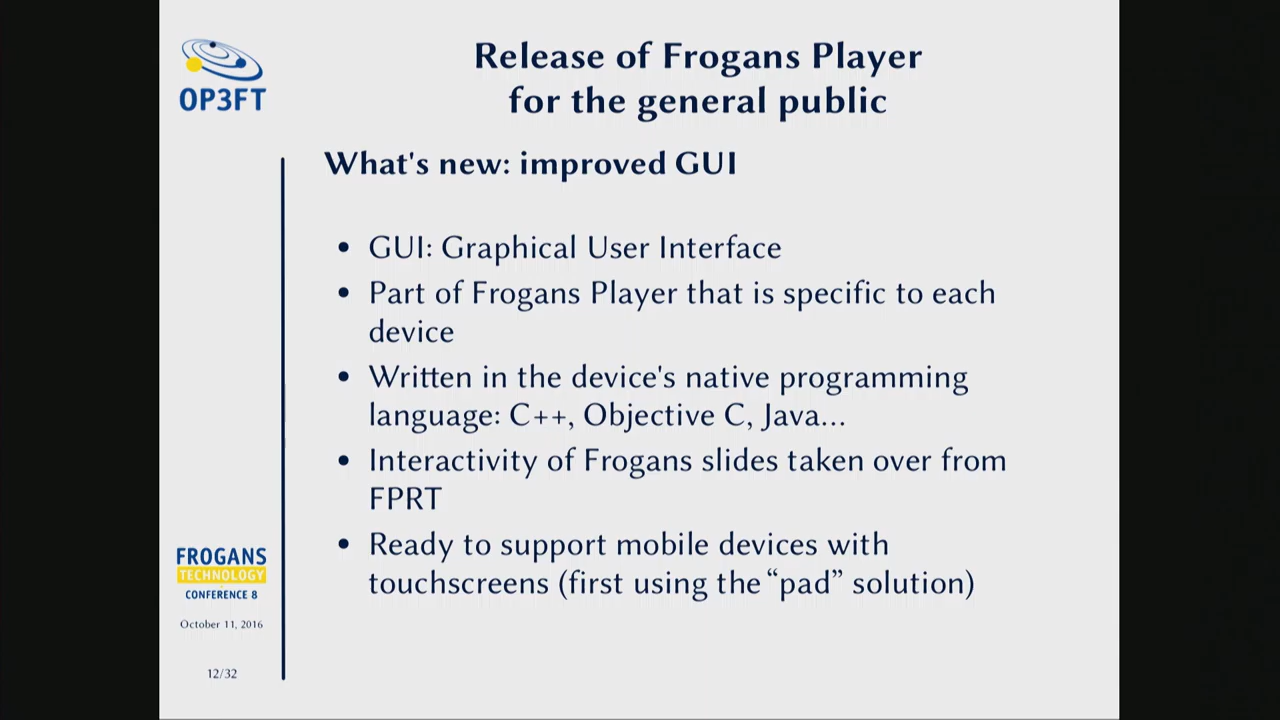 OP3FT
Release of Frogans Player
for the general public
What's new: improved GUI
• GUI: Graphical User Interface
• Part of Frogans Player that is specific to each
device
• Written in the device's native programming
language: C++, Objective C, Java...
• Interactivity of Frogans slides taken over from
FPRT
• Ready to support mobile devices with
touchscreens (first using the “pad” solution)
FROGANS
TECHNOLOGY
CONFERENCE 8
October 11, 2016
12/32